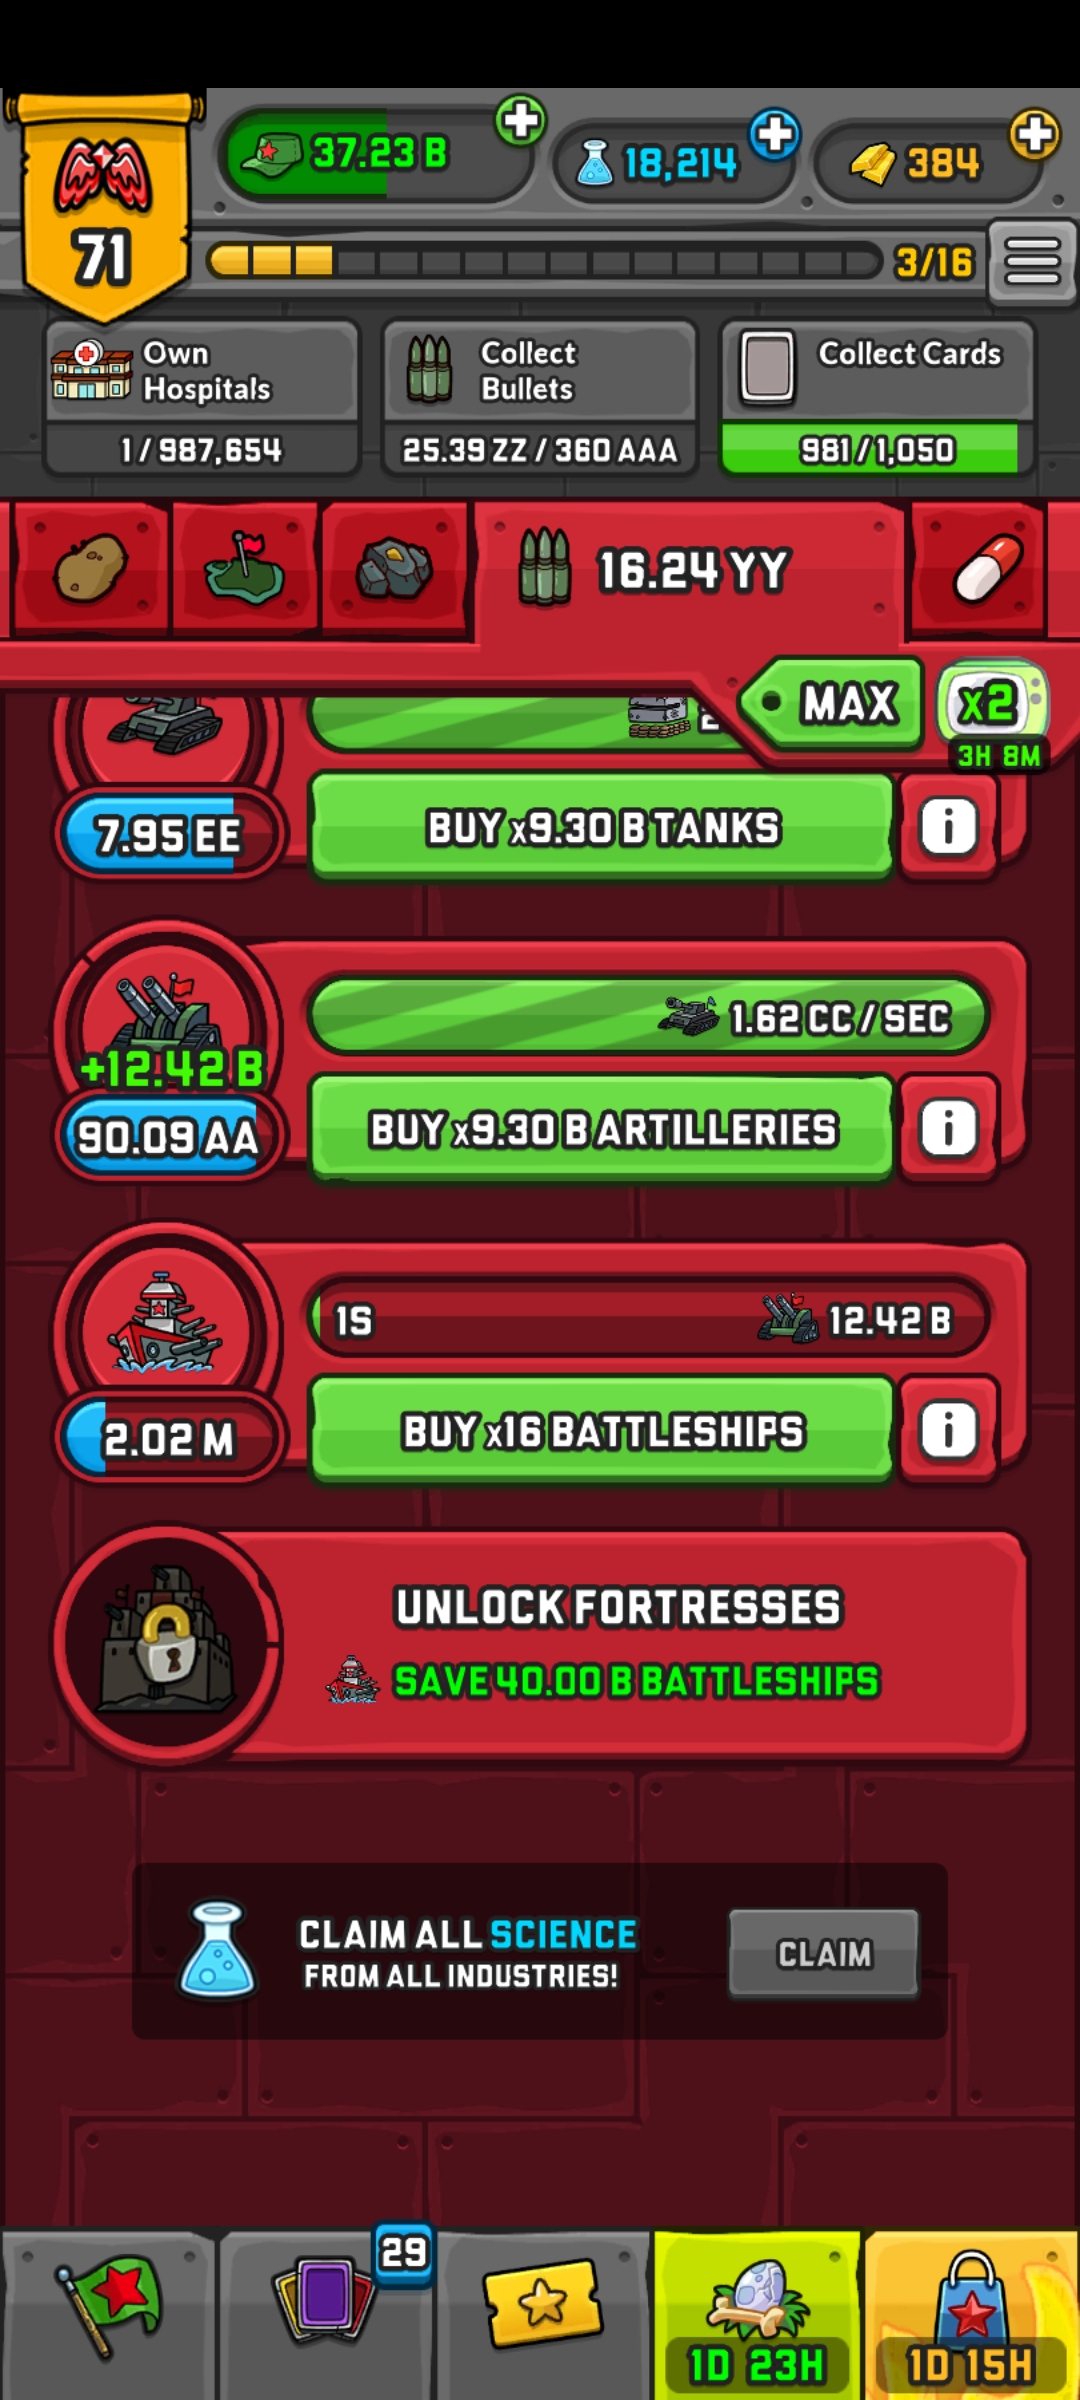 37.23 B
18,214
384
71
3/16
Own
Hospitals
1 / 987,654
Collect
Bullets
25.39 ZZ / 360 AAA
Collect Cards
981 / 1,050
16.24 YY
MAX
x2
3H 8M
7.95 EE
BUY x9.30 B TANKS
i
+12.42 B
90.09 AA
1.62 CC / SEC
BUY x9.30 B ARTILLERIES
i
1S
12.42 B
2.02 M
BUY x16 BATTLESHIPS
i
UNLOCK FORTRESSES
SAVE 40.00 B BATTLESHIPS
CLAIM ALL SCIENCE
FROM ALL INDUSTRIES!
CLAIM
29
1D 23H
1D 15H